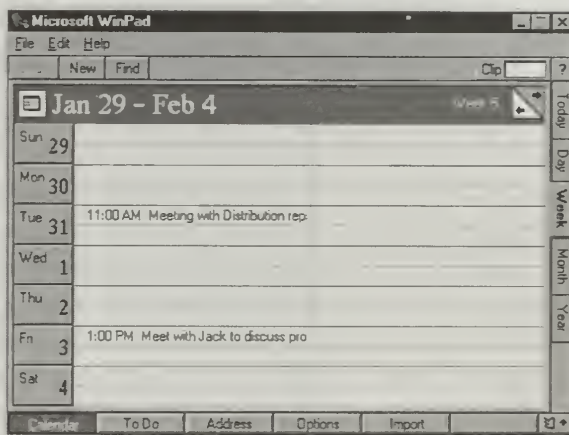 Microsoft WinPad
File Edit Help
New Find Clip ?
Jan 29 – Feb 4 Week 5
Sun 29
Mon 30
Tue 31 11:00 AM Meeting with Distribution rep
Wed 1
Thu 2
Fri 3 1:00 PM Meet with Jack to discuss pro
Sat 4
Today
Day
Week
Month
Year
Calendar To Do Address Options Import